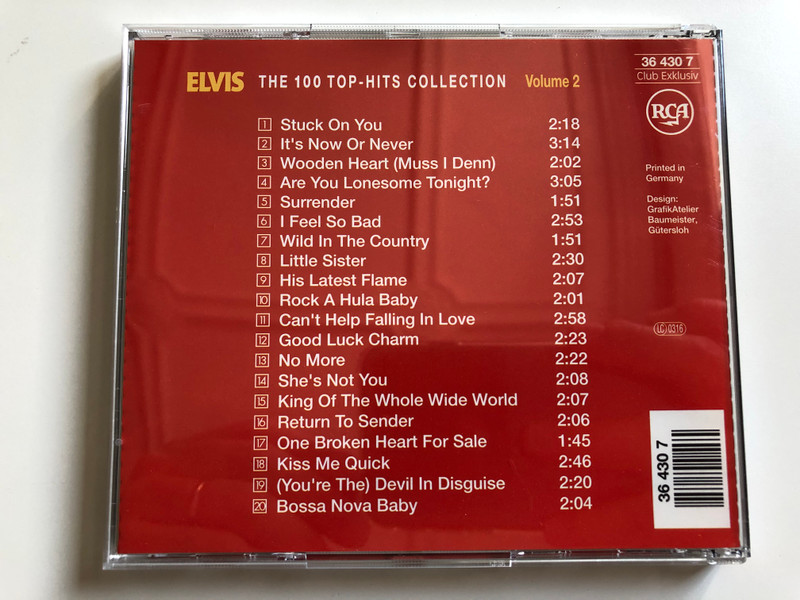 ELVIS THE 100 TOP-HITS COLLECTION Volume 2
1 Stuck On You 2:18
2 It's Now Or Never 3:14
3 Wooden Heart (Muss I Denn) 2:02
4 Are You Lonesome Tonight? 3:05
5 Surrender 1:51
6 I Feel So Bad 2:53
7 Wild In The Country 1:51
8 Little Sister 2:30
9 His Latest Flame 2:07
10 Rock A Hula Baby 2:01
11 Can't Help Falling In Love 2:58
12 Good Luck Charm 2:23
13 No More 2:22
14 She's Not You 2:08
15 King Of The Whole Wide World 2:07
16 Return To Sender 2:06
17 One Broken Heart For Sale 1:45
18 Kiss Me Quick 2:46
19 (You're The) Devil In Disguise 2:20
20 Bossa Nova Baby 2:04
36 430 7
Club Exklusiv
RCA
Printed in
Germany
Design:
GrafikAtelier
Baumeister,
Gütersloh
LC 0316
36 430 7